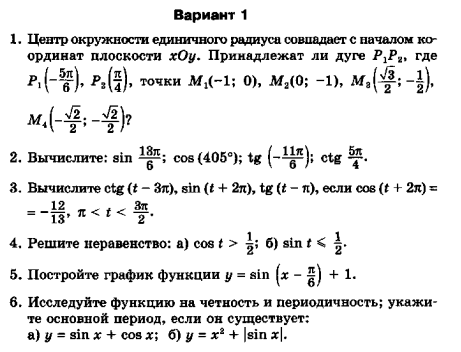 Вариант 1
1. Центр окружности единичного радиуса совпадает с началом ко-
ординат плоскости xOy. Принадлежат ли дуге P₁P₂, где
P₁(-5π/6), P₂(π/4), точки M₁(-1; 0), M₂(0; -1), M₃(√3/2; -1/2),
M₄(-√2/2; -√2/2)?
2. Вычислите: sin 13π/6; cos (405°); tg (-11π/6); ctg 5π/4.
3. Вычислите ctg (t - 3π), sin (t + 2π), tg (t - π), если cos (t + 2π) =
= -12/13, π < t < 3π/2.
4. Решите неравенство: а) cos t > 1/2; б) sin t ⩽ 1/2.
5. Постройте график функции y = sin (x - π/6) + 1.
6. Исследуйте функцию на четность и периодичность; укажи-
те основной период, если он существует:
а) y = sin x + cos x; б) y = x² + |sin x|.